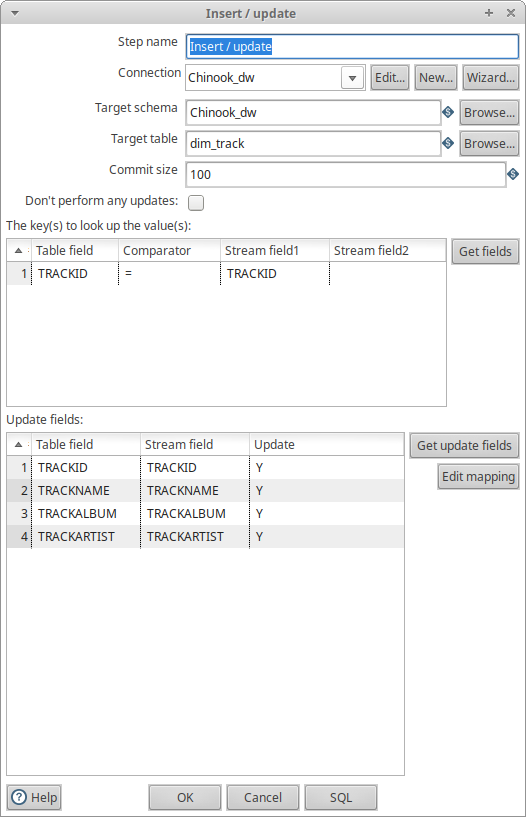 Insert / update
Step name Insert / update
Connection Chinook_dw Edit... New... Wizard...
Target schema Chinook_dw Browse...
Target table dim_track Browse...
Commit size 100
Don't perform any updates:
The key(s) to look up the value(s):
Table field Comparator Stream field1 Stream field2 Get fields
1 TRACKID = TRACKID
Update fields:
Table field Stream field Update Get update fields
1 TRACKID TRACKID Y
Edit mapping
2 TRACKNAME TRACKNAME Y
3 TRACKALBUM TRACKALBUM Y
4 TRACKARTIST TRACKARTIST Y
Help OK Cancel SQL